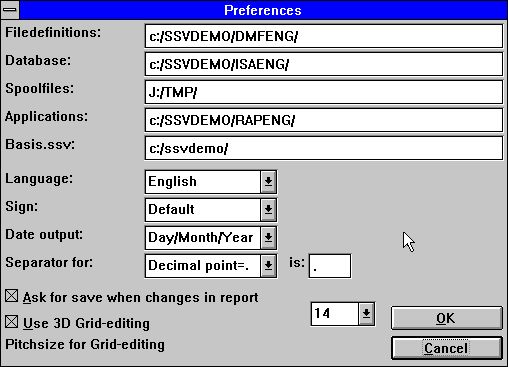 Preferences
Filedefinitions: c:/SSVDEMO/DMFENG/
Database: c:/SSVDEMO/ISAENG/
Spoolfiles: J:/TMP/
Applications: c:/SSVDEMO/RAPENG/
Basis.ssv: c:/ssvdemo/
Language: English
Sign: Default
Date output: Day/Month/Year
Separator for: Decimal point=. is: .
Ask for save when changes in report
14
OK
Use 3D Grid-editing
Pitchsize for Grid-editing
Cancel